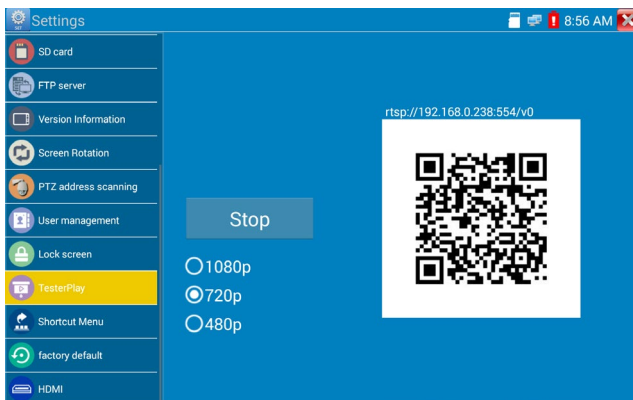 Settings
8:56 AM
SD card
FTP server
Version Information
Screen Rotation
PTZ address scanning
User management
Lock screen
TesterPlay
Shortcut Menu
factory default
HDMI
rtsp://192.168.0.238:554/v0
Stop
1080p
720p
480p